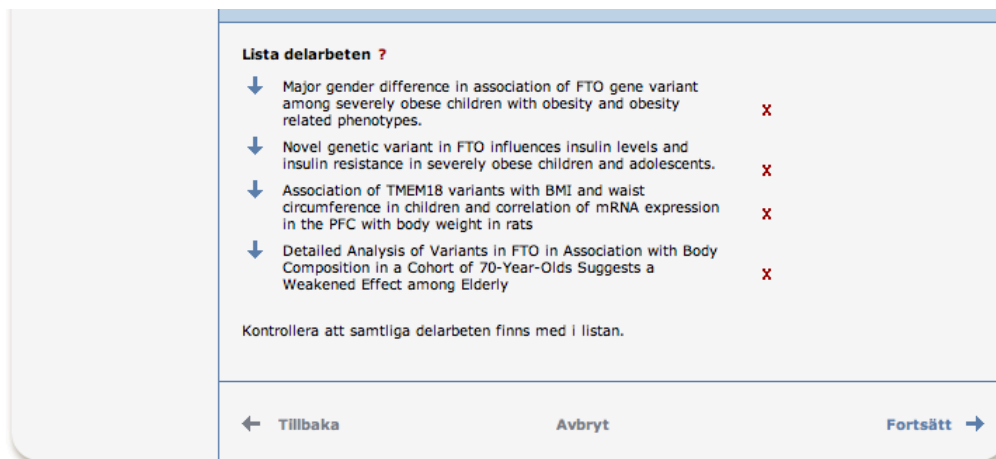 Lista delarbeten ?
Major gender difference in association of FTO gene variant
among severely obese children with obesity and obesity
related phenotypes.
X
Novel genetic variant in FTO influences insulin levels and
insulin resistance in severely obese children and adolescents.
X
Association of TMEM18 variants with BMI and waist
circumference in children and correlation of mRNA expression
in the PFC with body weight in rats
X
Detailed Analysis of Variants in FTO in Association with Body
Composition in a Cohort of 70-Year-Olds Suggests a
Weakened Effect among Elderly
X
Kontrollera att samtliga delarbeten finns med i listan.
Tillbaka Avbryt Fortsätt